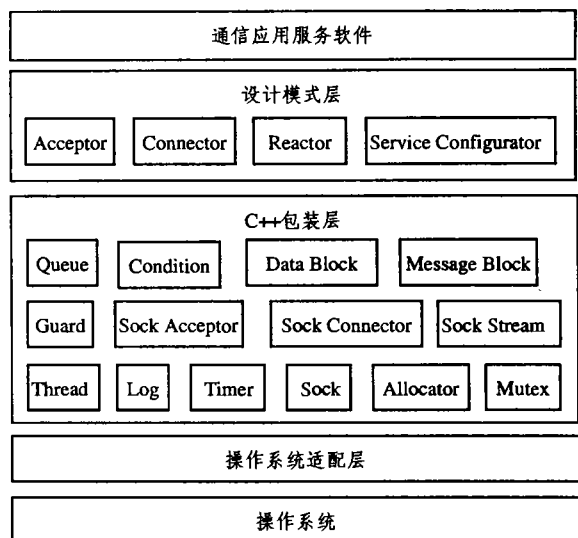 通信应用服务软件
设计模式层
Acceptor Connector Reactor Service Configurator
C++包装层
Queue Condition Data Block Message Block
Guard Sock Acceptor Sock Connector Sock Stream
Thread Log Timer Sock Allocator Mutex
操作系统适配层
操作系统